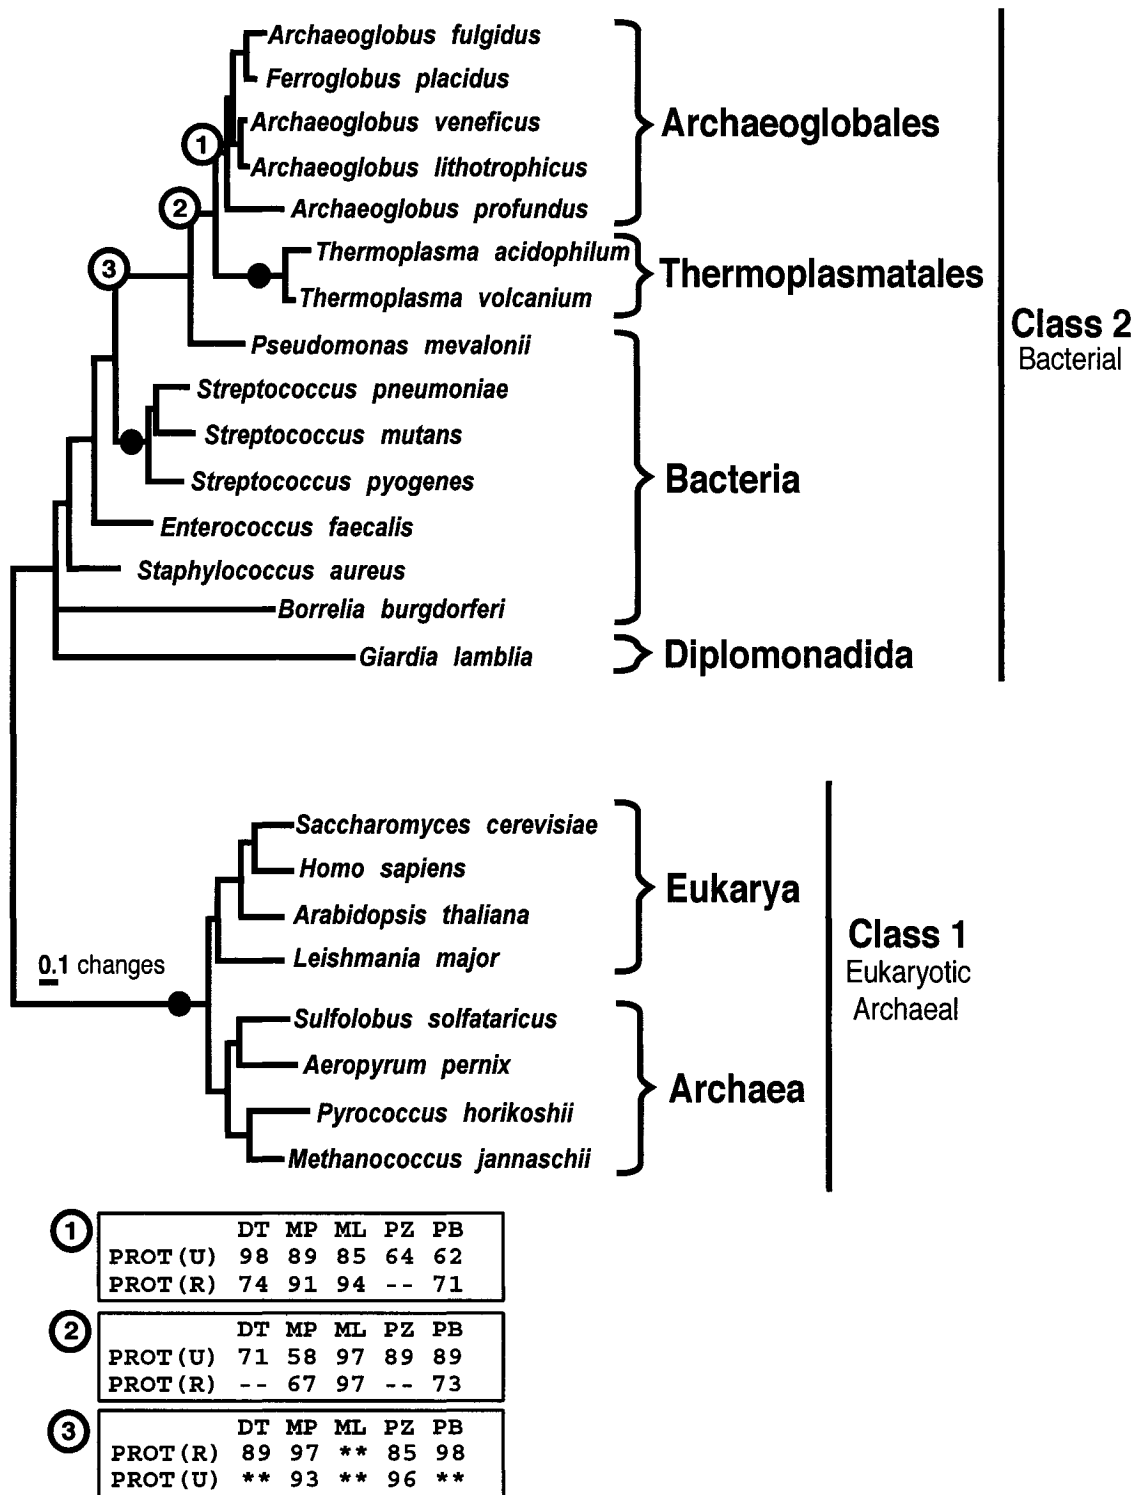 Archaeoglobus fulgidus
Ferroglobus placidus
Archaeoglobus veneficus
Archaeoglobus lithotrophicus
Archaeoglobus profundus
Archaeoglobales
1
2
3
Thermoplasma acidophilum
Thermoplasma volcanium
Thermoplasmatales
Pseudomonas mevalonii
Streptococcus pneumoniae
Streptococcus mutans
Streptococcus pyogenes
Enterococcus faecalis
Staphylococcus aureus
Borrelia burgdorferi
Bacteria
Giardia lamblia
Diplomonadida
Class 2
Bacterial
Saccharomyces cerevisiae
Homo sapiens
Arabidopsis thaliana
Leishmania major
Eukarya
0.1 changes
Sulfolobus solfataricus
Aeropyrum pernix
Pyrococcus horikoshii
Methanococcus jannaschii
Archaea
Class 1
Eukaryotic
Archaeal
1
DT MP ML PZ PB
PROT(U) 98 89 85 64 62
PROT(R) 74 91 94 -- 71
2
DT MP ML PZ PB
PROT(U) 71 58 97 89 89
PROT(R) -- 67 97 -- 73
3
DT MP ML PZ PB
PROT(R) 89 97 ** 85 98
PROT(U) ** 93 ** 96 **